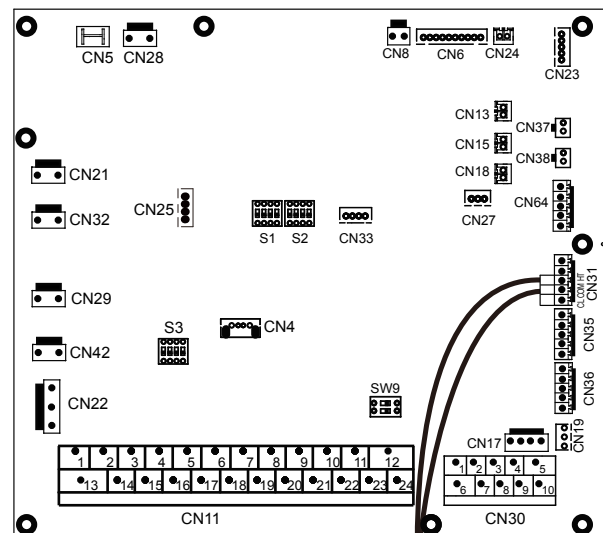 CN5 CN28 CN8 CN6 CN24 CN23
CN13 CN37
CN15 CN38
CN18
CN21
CN25 CN27 CN64
CN32
S1 S2 CN33
CL COM HT CN31
CN29
CN4
S3 CN35
CN42
CN22 SW9 CN36
CN17 CN19
1 2 3 4 5 6 7 8 9 10 11 12
13 14 15 16 17 18 19 20 21 22 23 24
CN11
1 2 3 4 5
6 7 8 9 10
CN30